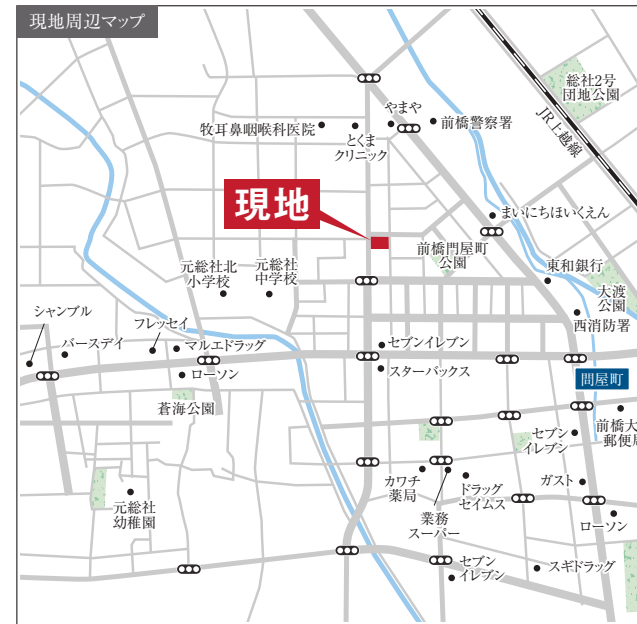 現地周辺マップ
総社2号
団地公園
JR上越線
やまや
牧耳鼻咽喉科医院
とくま
クリニック
前橋警察署
現地
まいにちほいくえん
前橋問屋町
公園
東和銀行
元総社北
小学校
元総社
中学校
大渡
公園
シャンブル
フレッセイ
西消防署
バースデイ
マルエドラッグ
セブンイレブン
ローソン
スターバックス
問屋町
蒼海公園
前橋大
郵便局
セブン
イレブン
カワチ
薬局
ドラッグ
セイムス
ガスト
元総社
幼稚園
業務
スーパー
ローソン
セブン
イレブン
スギドラッグ